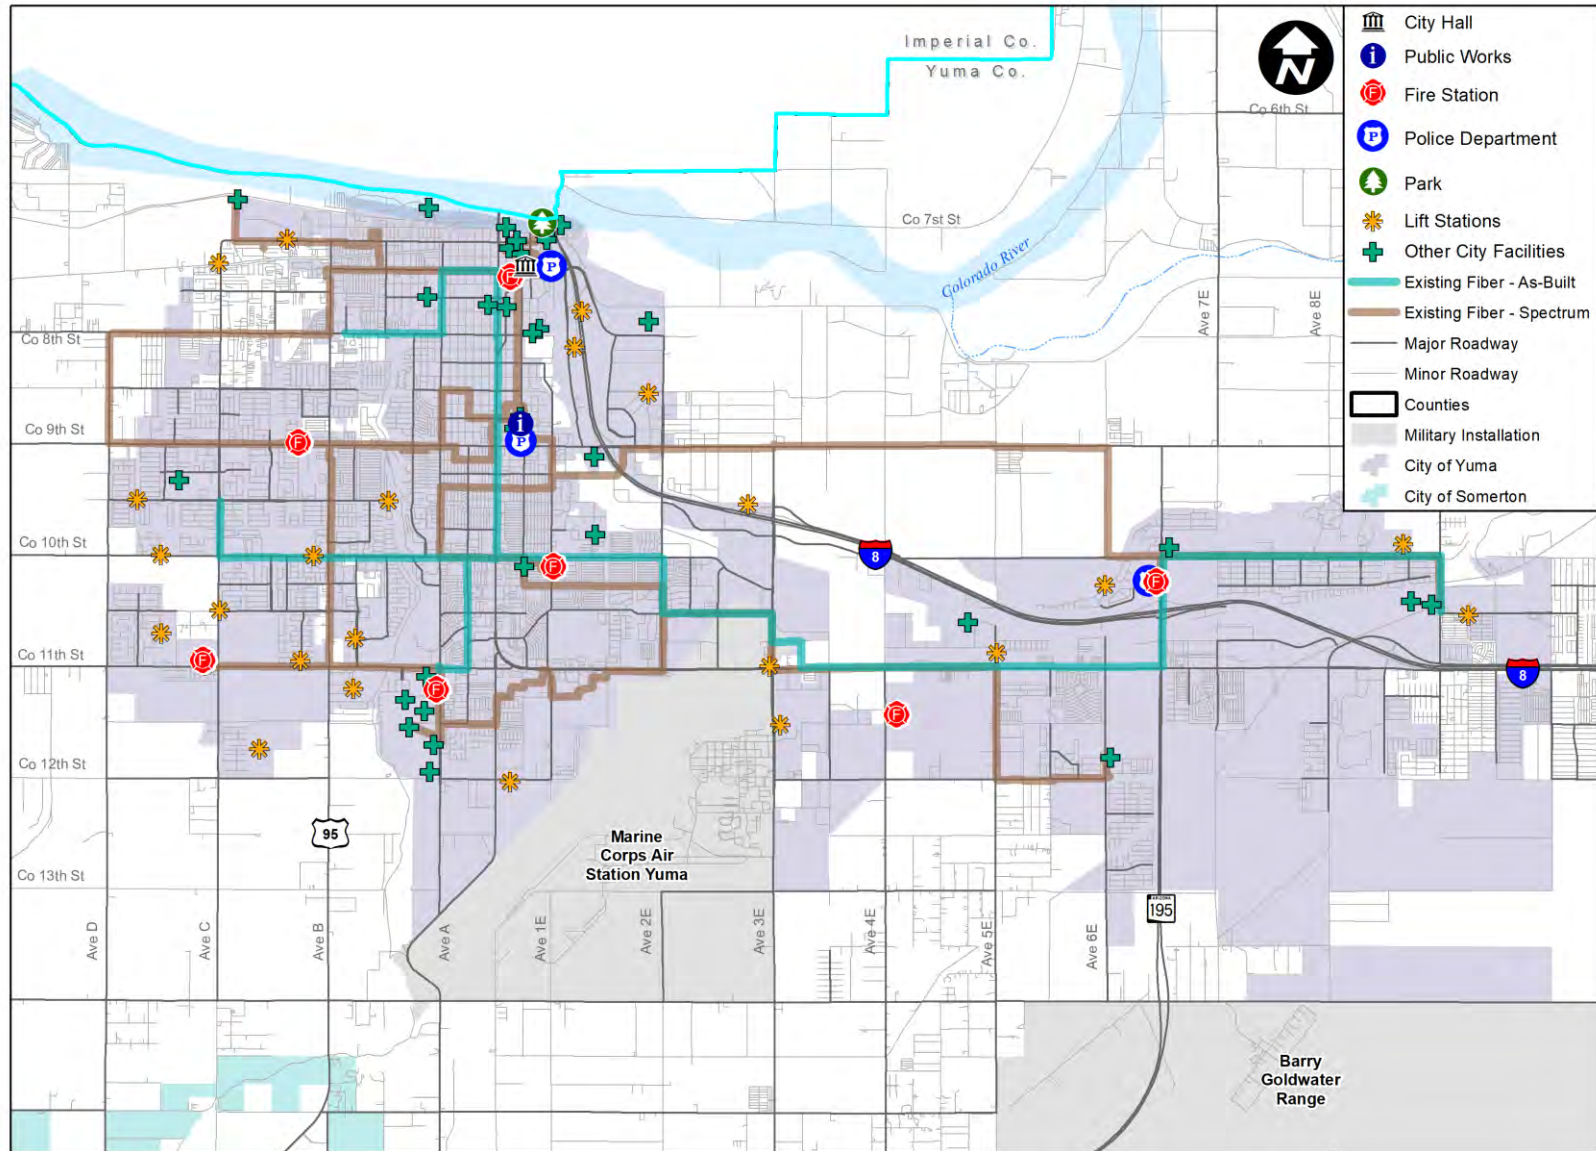 Imperial Co.
Yuma Co.
N
Co 6th St
Co 7st St
Colorado River
Ave 7E
Ave 8E
City Hall
i
Public Works
F
Fire Station
P
Police Department
Park
Lift Stations
Other City Facilities
Existing Fiber - As-Built
Existing Fiber - Spectrum
Major Roadway
Minor Roadway
Counties
Military Installation
City of Yuma
City of Somerton
P
F
Co 8th St
Co 9th St
F
i
P
Co 10th St
8
F
F
Co 11th St
F
F
F
8
Co 12th St
95
Marine
Corps Air
Station Yuma
Co 13th St
ARIZONA
195
Ave D
Ave C
Ave B
Ave A
Ave 1E
Ave 2E
Ave 3E
Ave 4E
Ave 5E
Ave 6E
Barry
Goldwater
Range